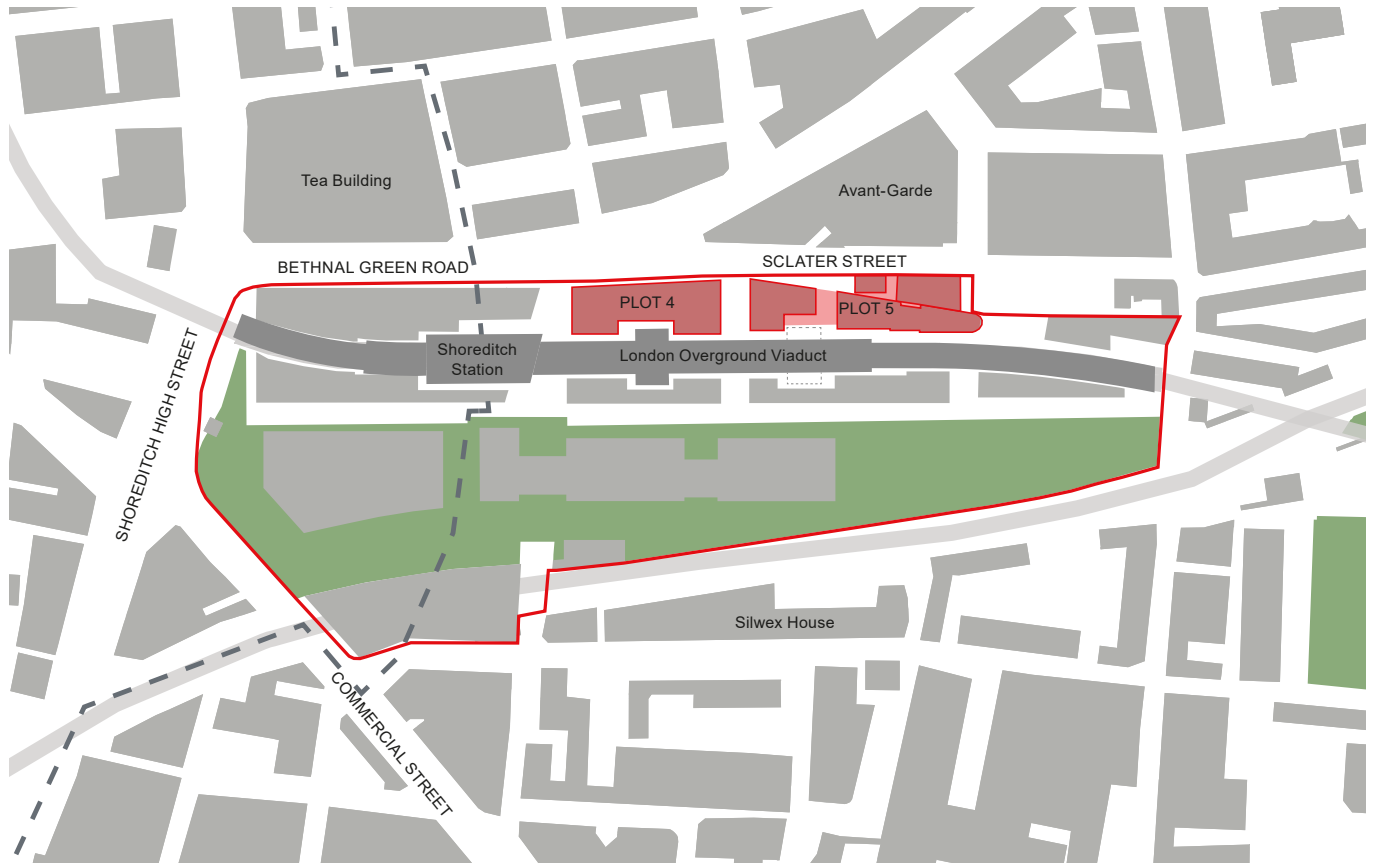 Tea Building
Avant-Garde
BETHNAL GREEN ROAD
SCLATER STREET
PLOT 4
PLOT 5
Shoreditch
Station
London Overground Viaduct
SHOREDITCH HIGH STREET
Silwex House
COMMERCIAL STREET